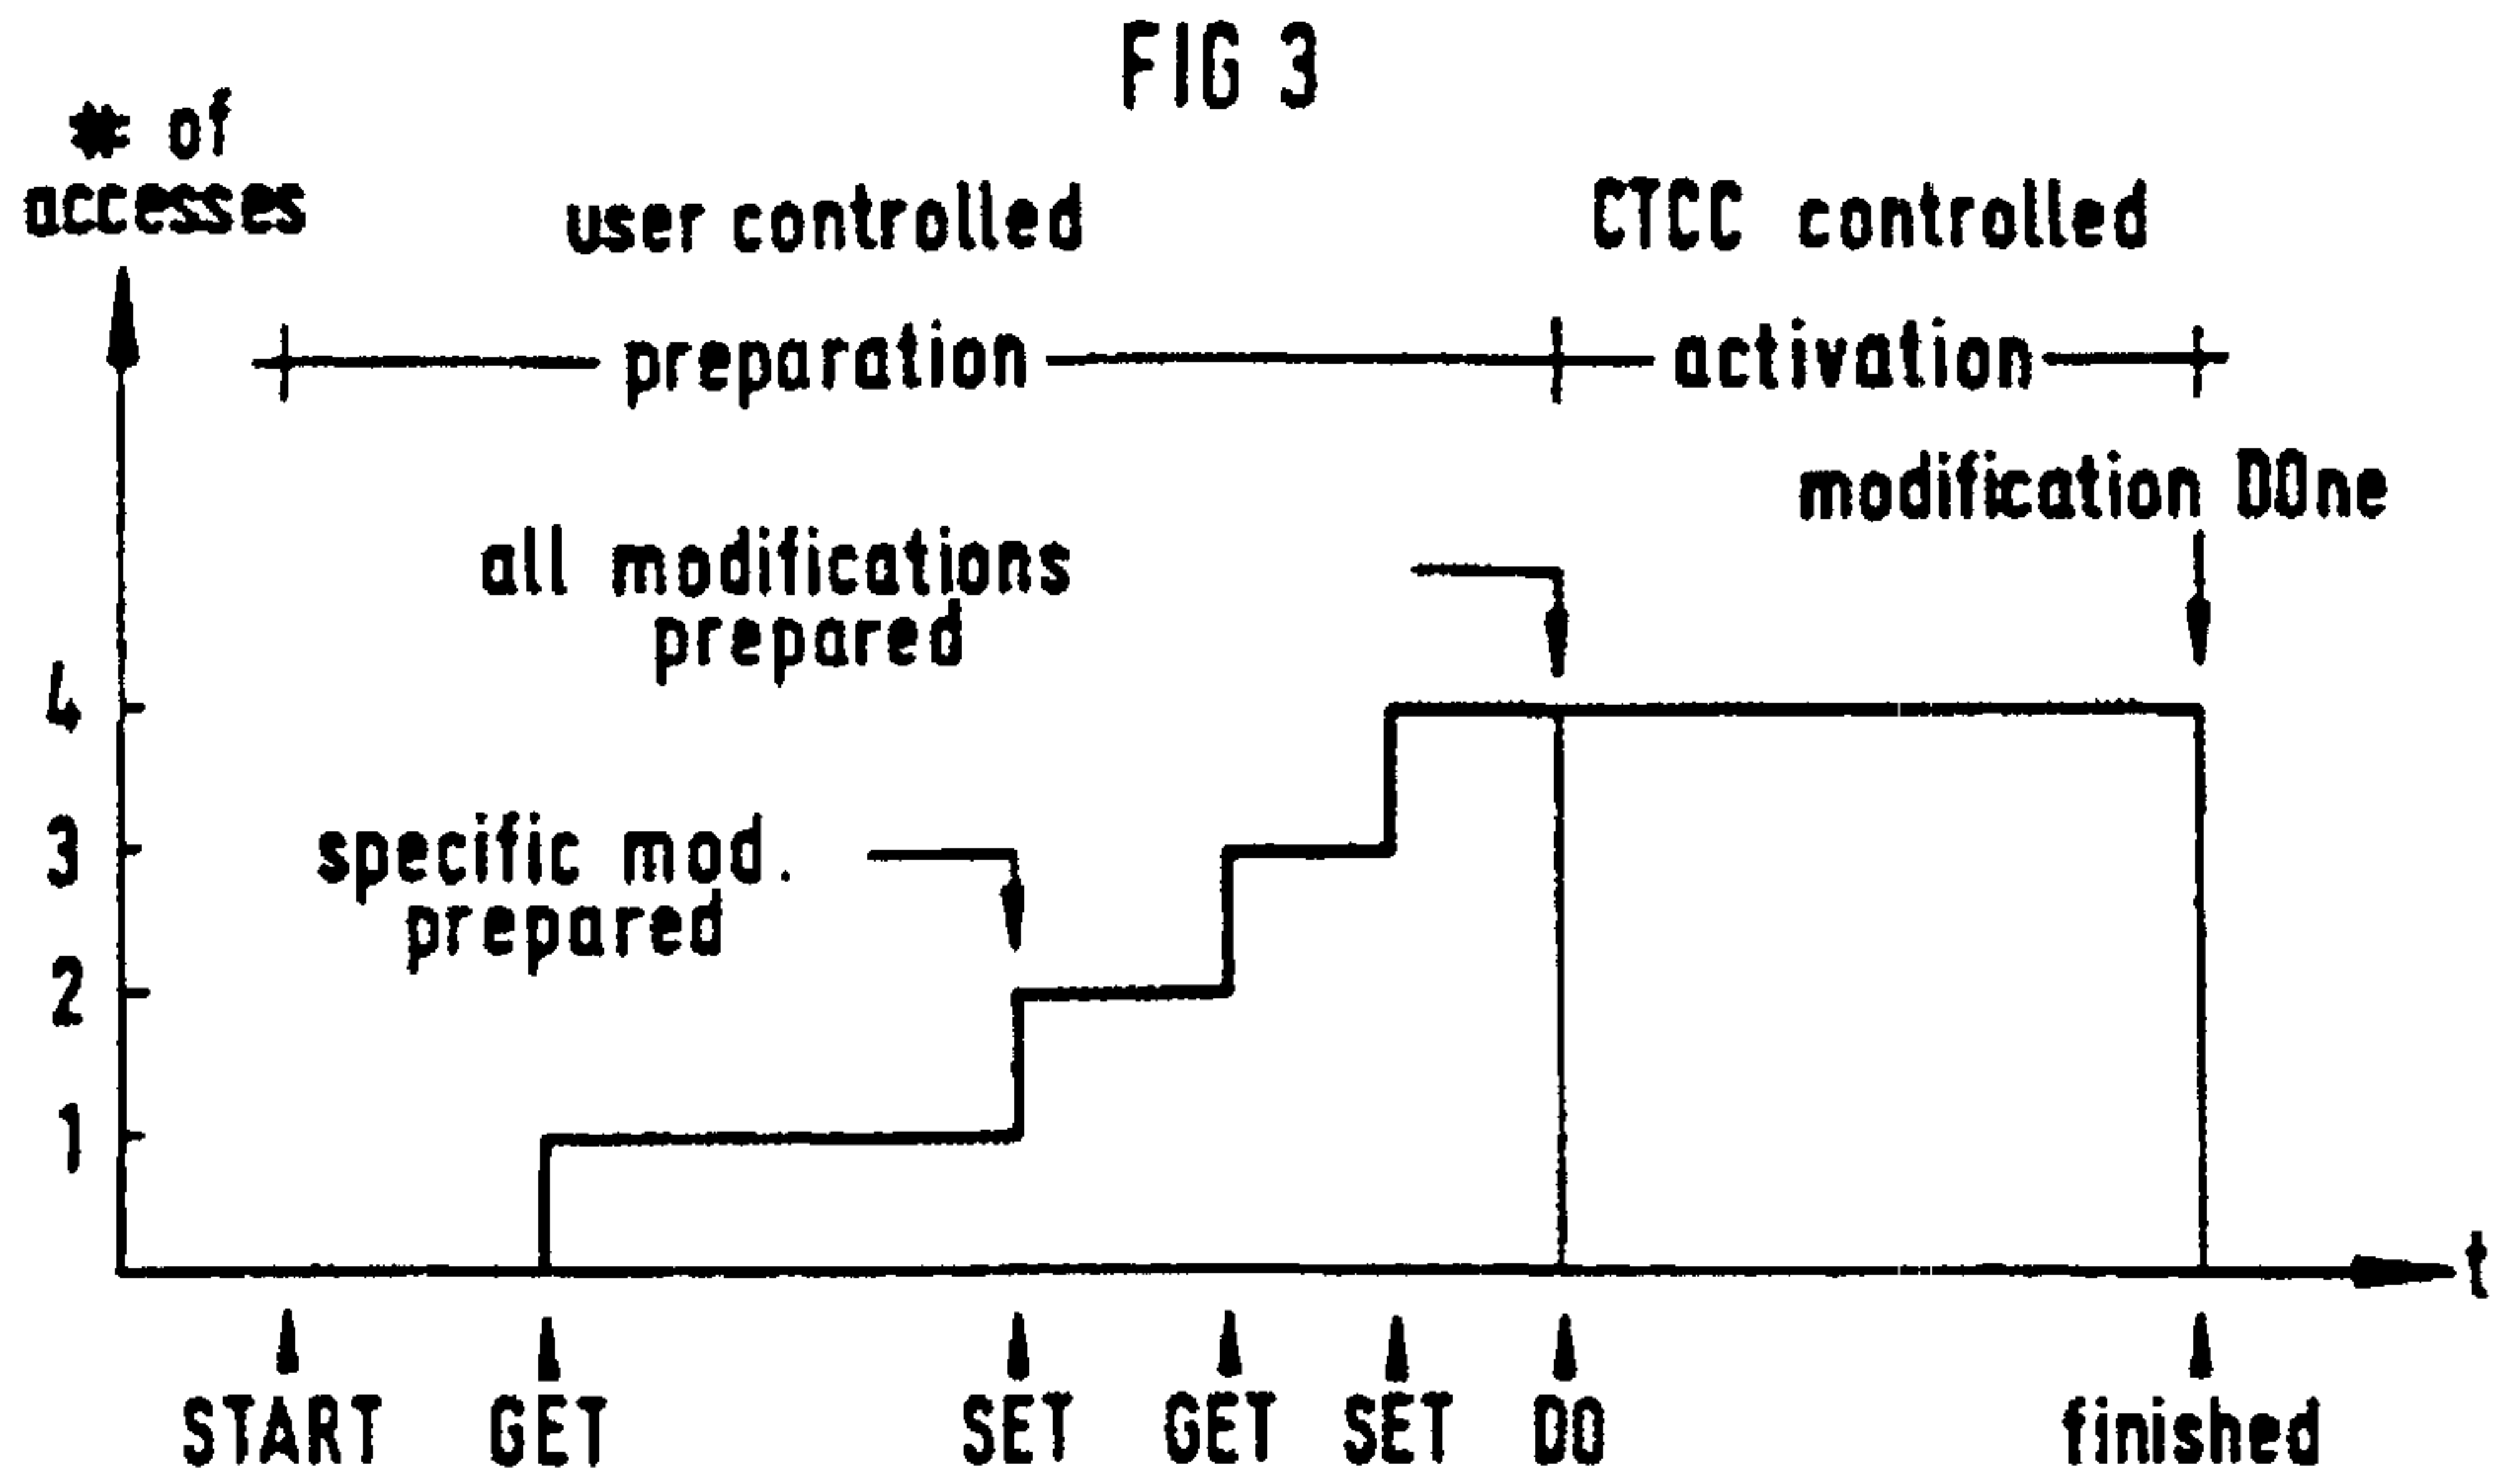 FIG 3
# of
accesses
user controlled
CTCC controlled
preparation
activation
modification DOne
all modifications
prepared
4
specific mod.
prepared
3
2
1
t
START
GET
SET
GET
SET
DO
finished